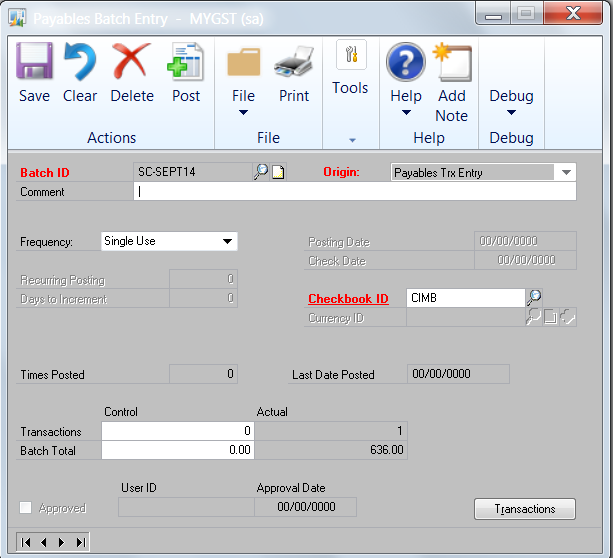 Payables Batch Entry - MYGST (sa)
Save Clear Delete Post File Print Tools Help Add Note Debug
Actions File Help Debug
Batch ID SC-SEPT14 Origin: Payables Trx Entry
Comment
Frequency: Single Use Posting Date 00/00/0000
Check Date 00/00/0000
Recurring Posting 0
Days to Increment 0 Checkbook ID CIMB
Currency ID
Times Posted 0 Last Date Posted 00/00/0000
Control Actual
Transactions 0 1
Batch Total 0.00 636.00
User ID Approval Date
Approved 00/00/0000 Transactions